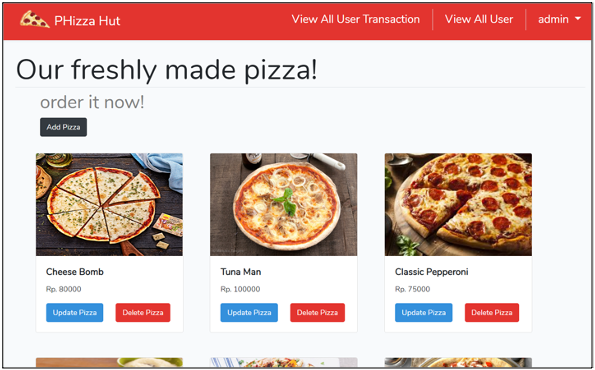 PHizza Hut
View All User Transaction
View All User
admin
Our freshly made pizza!
order it now!
Add Pizza
Cheese Bomb
Rp. 80000
Update Pizza
Delete Pizza
Tuna Man
Rp. 100000
Update Pizza
Delete Pizza
Classic Pepperoni
Rp. 75000
Update Pizza
Delete Pizza